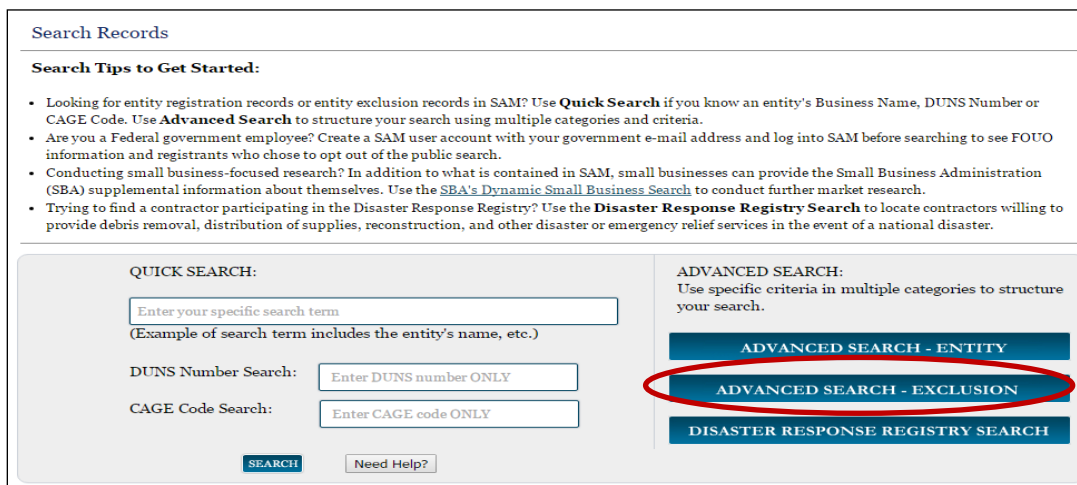 Search Records
Search Tips to Get Started:
• Looking for entity registration records or entity exclusion records in SAM? Use Quick Search if you know an entity's Business Name, DUNS Number or
CAGE Code. Use Advanced Search to structure your search using multiple categories and criteria.
• Are you a Federal government employee? Create a SAM user account with your government e-mail address and log into SAM before searching to see FOUO
information and registrants who chose to opt out of the public search.
• Conducting small business-focused research? In addition to what is contained in SAM, small businesses can provide the Small Business Administration
(SBA) supplemental information about themselves. Use the SBA's Dynamic Small Business Search to conduct further market research.
• Trying to find a contractor participating in the Disaster Response Registry? Use the Disaster Response Registry Search to locate contractors willing to
provide debris removal, distribution of supplies, reconstruction, and other disaster or emergency relief services in the event of a national disaster.
QUICK SEARCH:
Enter your specific search term
(Example of search term includes the entity's name, etc.)
DUNS Number Search:
Enter DUNS number ONLY
CAGE Code Search:
Enter CAGE code ONLY
SEARCH
Need Help?
ADVANCED SEARCH:
Use specific criteria in multiple categories to structure
your search.
ADVANCED SEARCH - ENTITY
ADVANCED SEARCH - EXCLUSION
DISASTER RESPONSE REGISTRY SEARCH